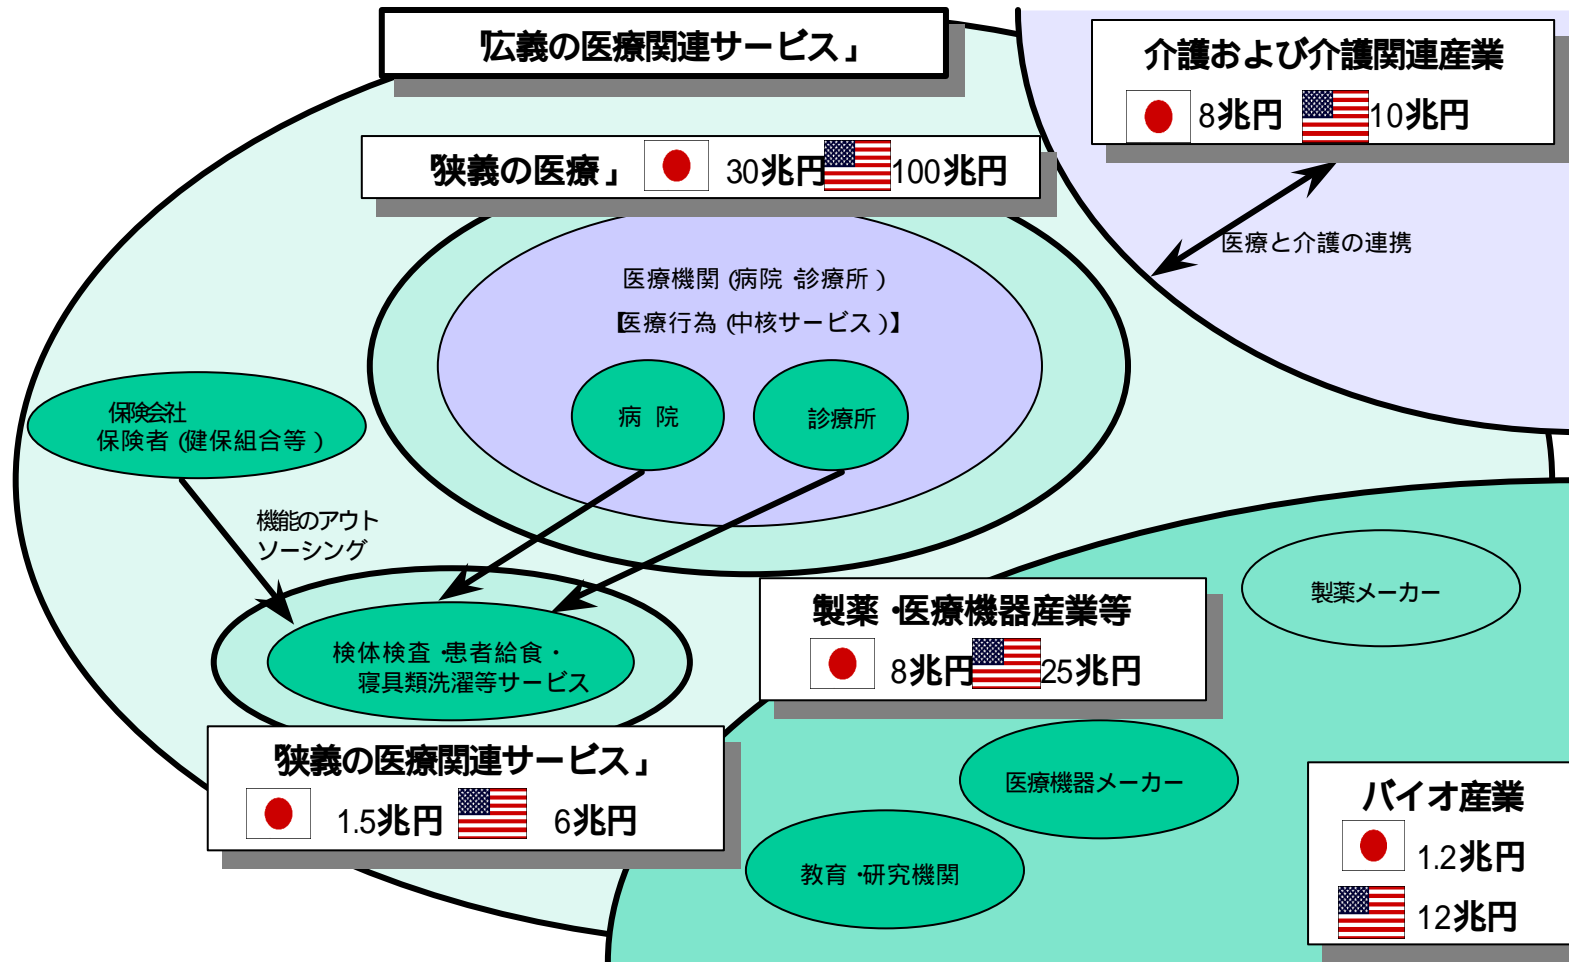 「広義の医療関連サービス」
介護および介護関連産業
8兆円 10兆円
「狭義の医療」 30兆円 100兆円
医療と介護の連携
医療機関(病院・診療所)
【医療行為(中核サービス)】
病 院
診療所
保険会社
保険者(健保組合等)
機能のアウト
ソーシング
検体検査・患者給食・
寝具類洗濯等サービス
「狭義の医療関連サービス」
1.5兆円 6兆円
製薬・医療機器産業等
8兆円 25兆円
製薬メーカー
医療機器メーカー
教育・研究機関
バイオ産業
1.2兆円
12兆円